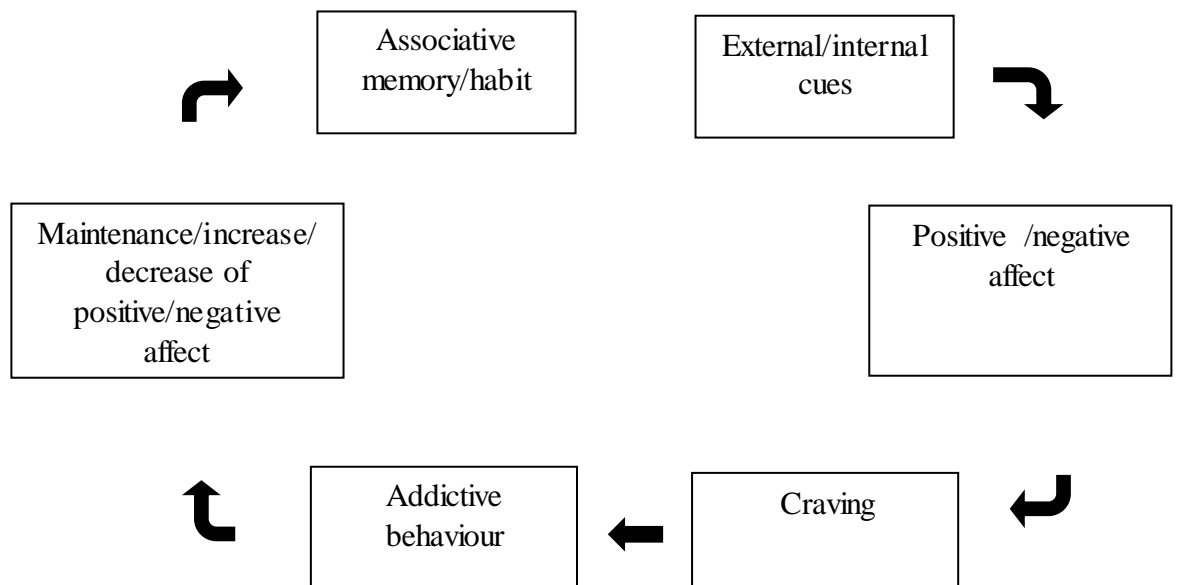 Associative
memory/habit
External/internal
cues
Maintenance/increase/
decrease of
positive/negative
affect
Positive /negative
affect
Addictive
behaviour
Craving